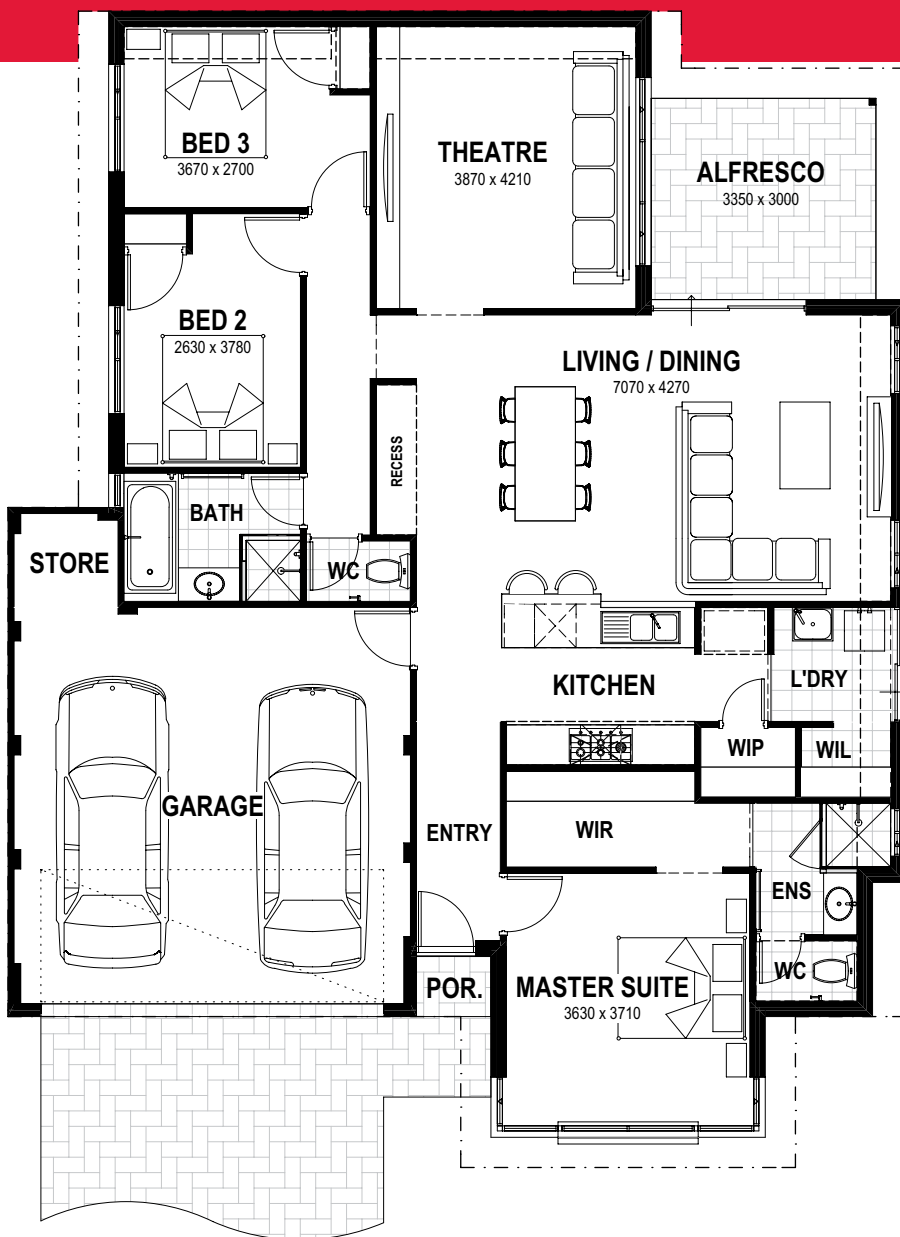 BED 3
3670 x 2700
THEATRE
3870 x 4210
ALFRESCO
3350 x 3000
BED 2
2630 x 3780
LIVING / DINING
7070 x 4270
RECESS
BATH
STORE
WC
KITCHEN
L'DRY
WIP
WIL
GARAGE
ENTRY
WIR
ENS
WC
POR.
MASTER SUITE
3630 x 3710